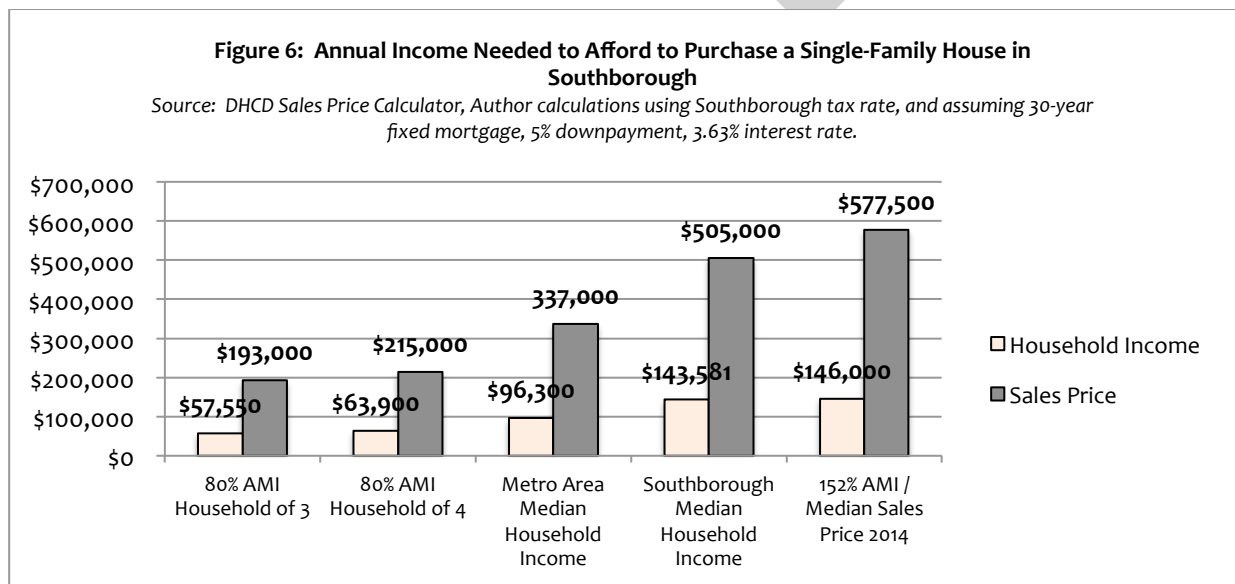 Figure 6:  Annual Income Needed to Afford to Purchase a Single-Family House in
Southborough
Source:  DHCD Sales Price Calculator, Author calculations using Southborough tax rate, and assuming 30-year
fixed mortgage, 5% downpayment, 3.63% interest rate.
$700,000
$600,000
$500,000
$400,000
$300,000
$200,000
$100,000
$0
$57,550
$193,000
$63,900
$215,000
$96,300
337,000
$143,581
$505,000
$146,000
$577,500
80% AMI
Household of 3
80% AMI
Household of 4
Metro Area
Median
Household
Income
Southborough
Median
Household
Income
152% AMI /
Median Sales
Price 2014
Household Income
Sales Price